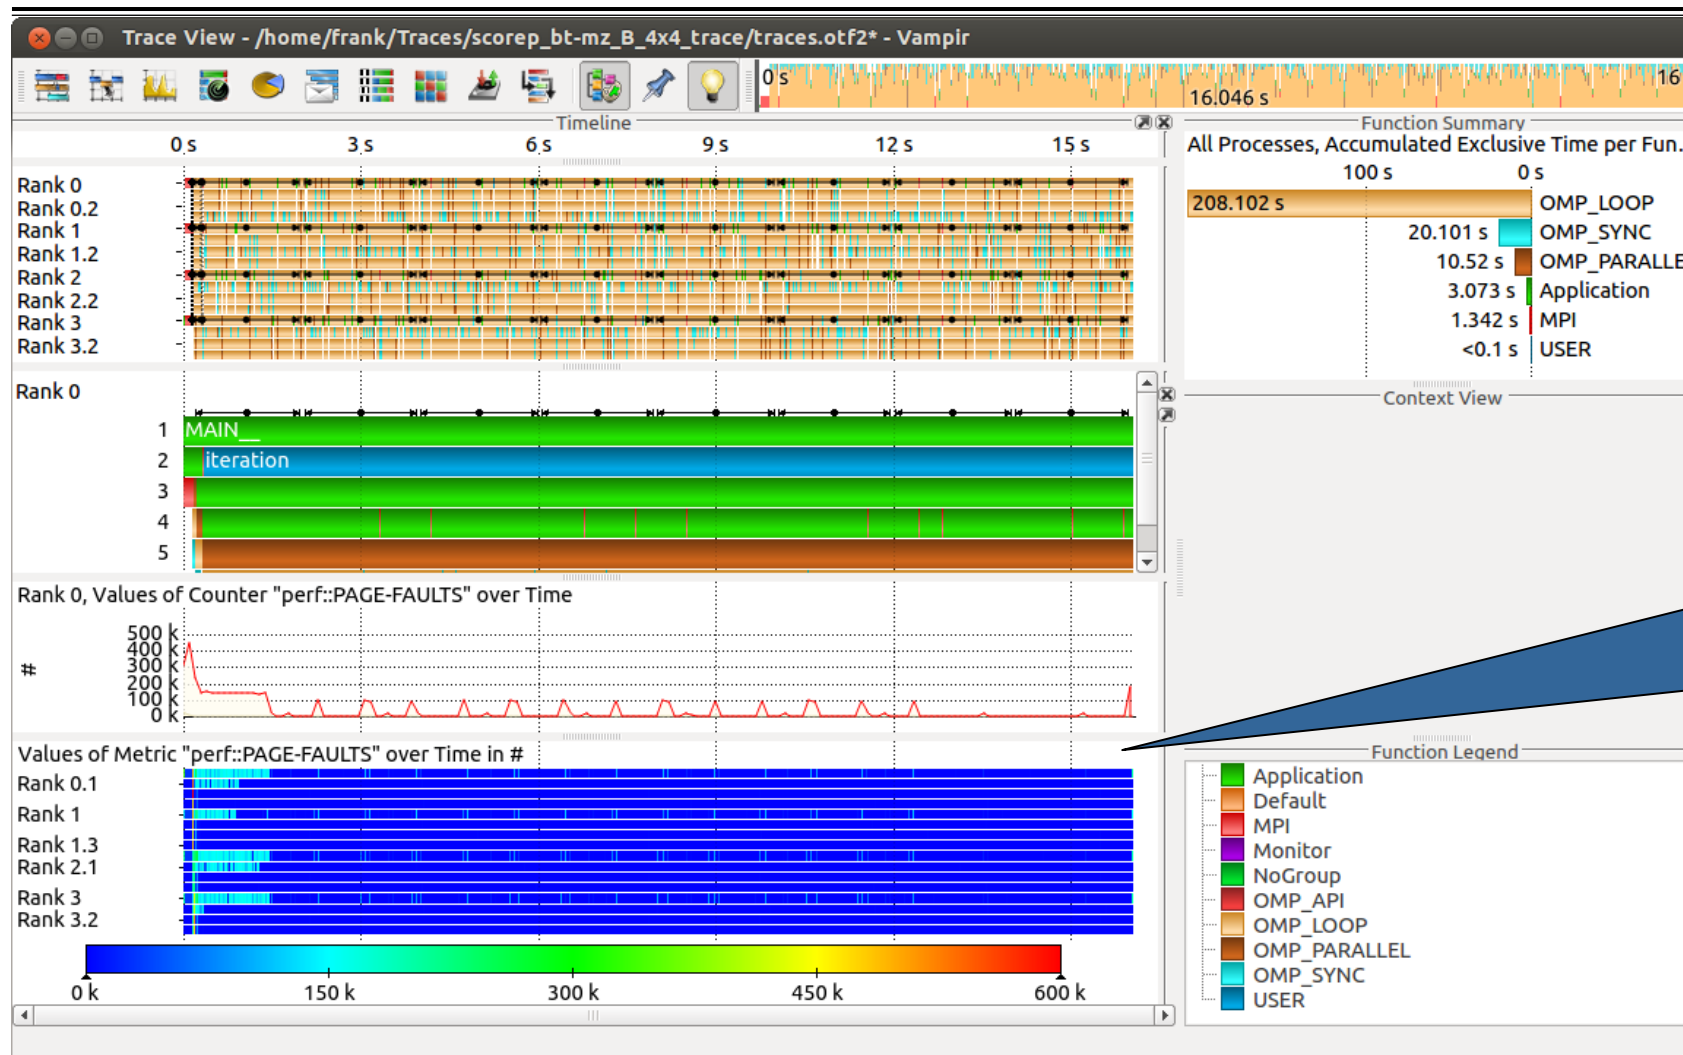 Trace View - /home/frank/Traces/scorep_bt-mz_B_4x4_trace/traces.otf2* - Vampir
0 s
16.046 s
16
Timeline
0 s 3 s 6 s 9 s 12 s 15 s
Rank 0
Rank 0.2
Rank 1
Rank 1.2
Rank 2
Rank 2.2
Rank 3
Rank 3.2
Rank 0
1 MAIN__
2 iteration
3
4
5
Rank 0, Values of Counter "perf::PAGE-FAULTS" over Time
500 k
400 k
300 k
200 k
100 k
0 k
#
Values of Metric "perf::PAGE-FAULTS" over Time in #
Rank 0.1
Rank 1
Rank 1.3
Rank 2.1
Rank 3
Rank 3.2
0 k 150 k 300 k 450 k 600 k
Function Summary
All Processes, Accumulated Exclusive Time per Fun.
100 s 0 s
208.102 s OMP_LOOP
20.101 s OMP_SYNC
10.52 s OMP_PARALLE
3.073 s Application
1.342 s MPI
<0.1 s USER
Context View
Function Legend
Application
Default
MPI
Monitor
NoGroup
OMP_API
OMP_LOOP
OMP_PARALLEL
OMP_SYNC
USER